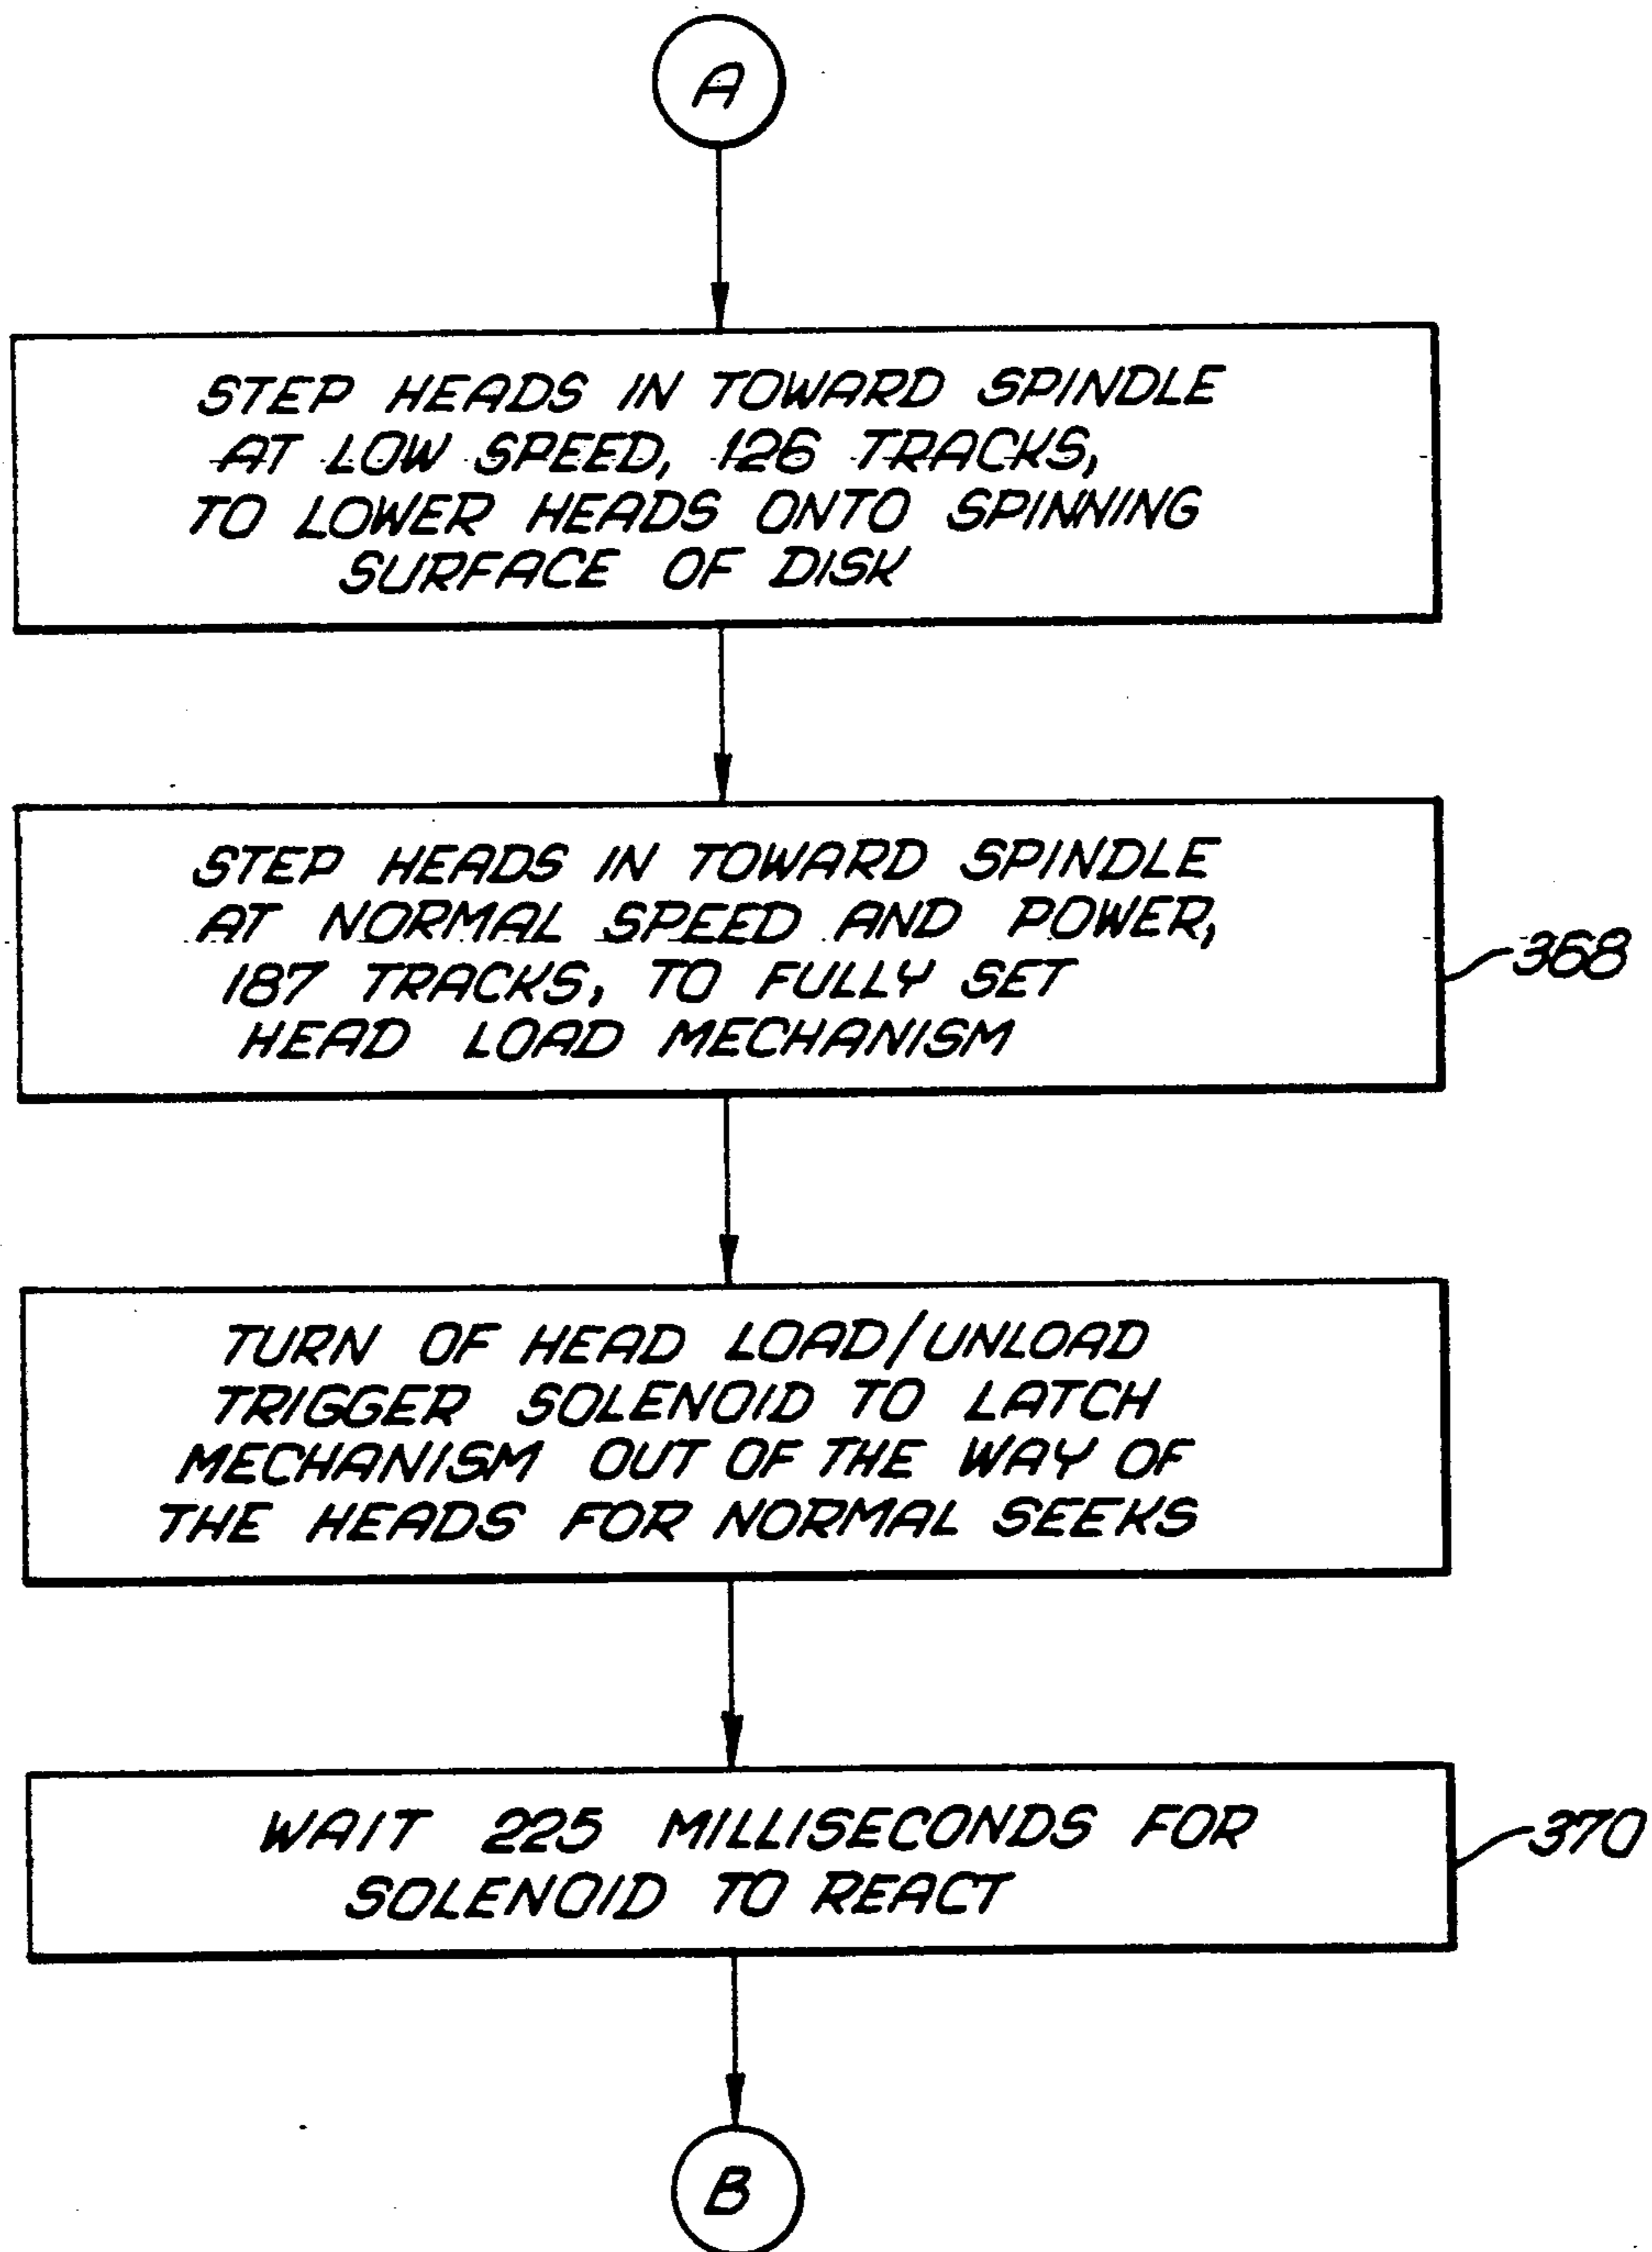 A
STEP HEADS IN TOWARD SPINDLE
AT LOW SPEED, 126 TRACKS,
TO LOWER HEADS ONTO SPINNING
SURFACE OF DISK
STEP HEADS IN TOWARD SPINDLE
AT NORMAL SPEED AND POWER,
187 TRACKS, TO FULLY SET
HEAD LOAD MECHANISM
368
TURN OF HEAD LOAD/UNLOAD
TRIGGER SOLENOID TO LATCH
MECHANISM OUT OF THE WAY OF
THE HEADS FOR NORMAL SEEKS
WAIT 225 MILLISECONDS FOR
SOLENOID TO REACT
370
B